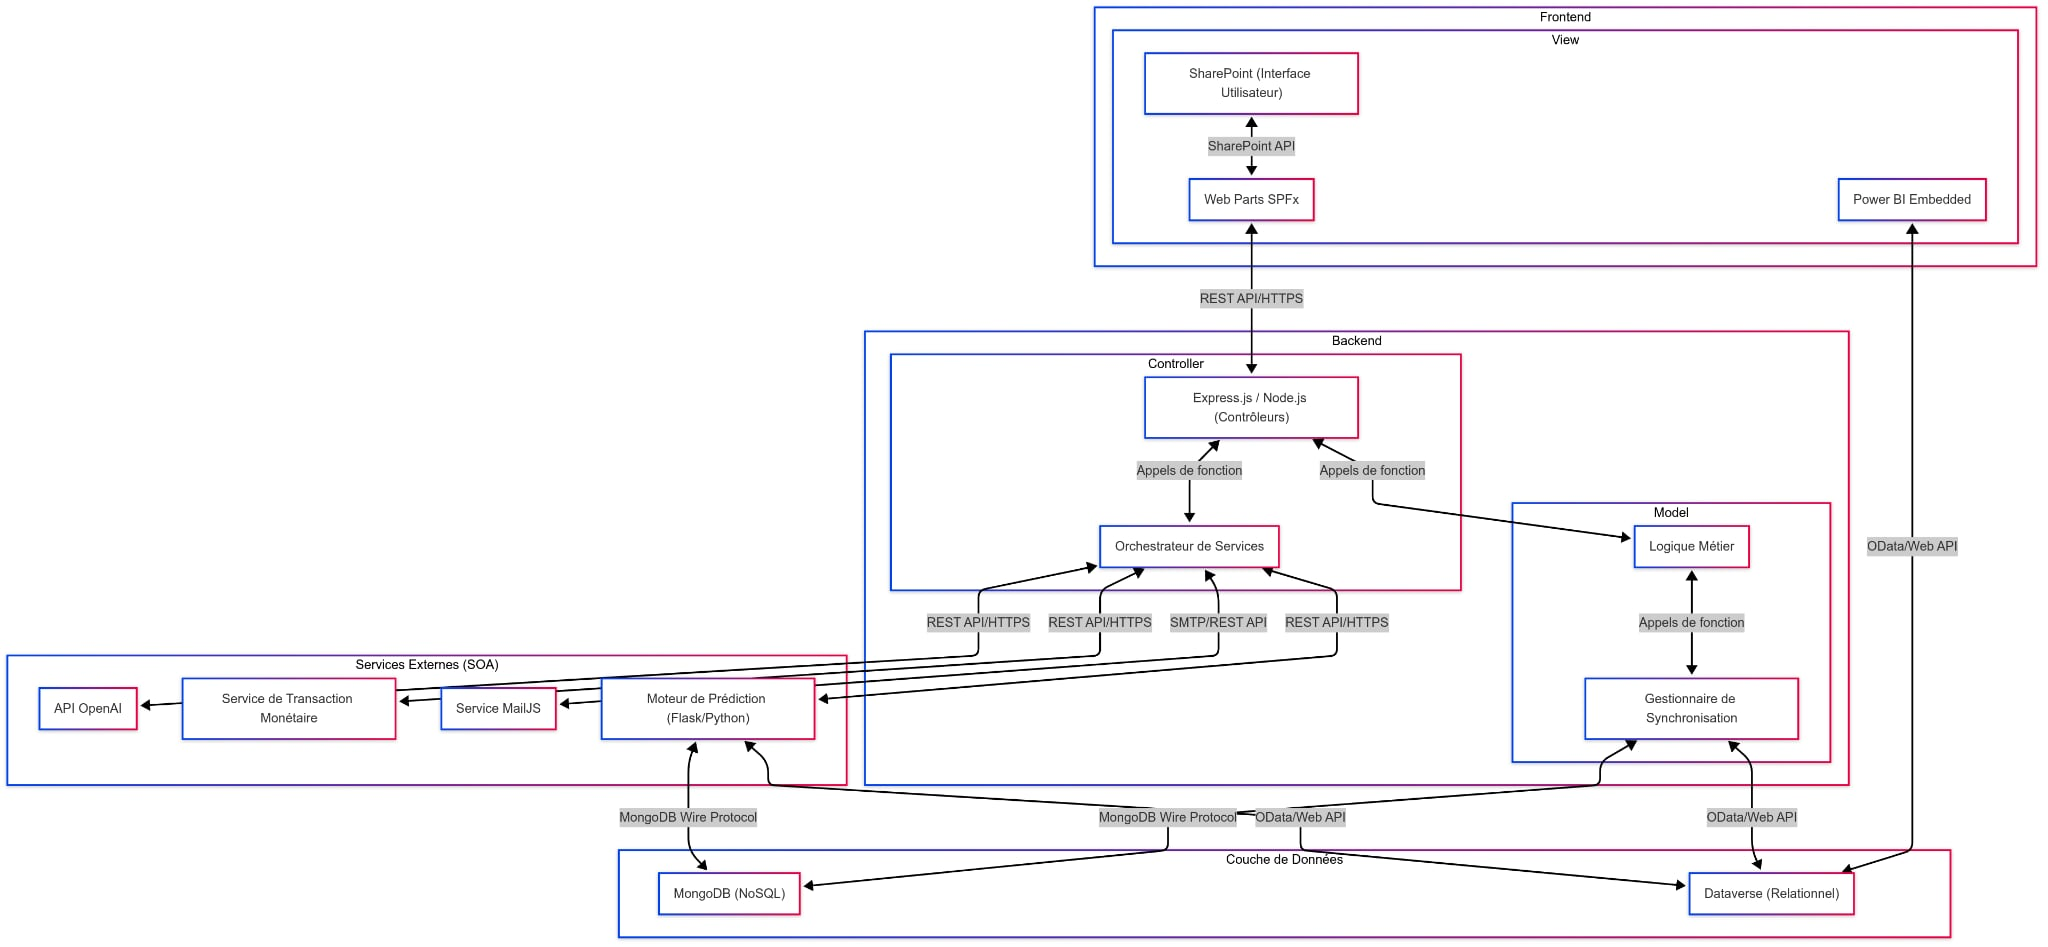 Frontend
View
SharePoint (Interface
Utilisateur)
SharePoint API
Web Parts SPFx
Power BI Embedded
REST API/HTTPS
Backend
Controller
Express.js / Node.js
(Contrôleurs)
Appels de fonction
Appels de fonction
Model
Orchestrateur de Services
Logique Métier
OData/Web API
REST API/HTTPS
REST API/HTTPS
SMTP/REST API
REST API/HTTPS
Appels de fonction
Services Externes (SOA)
API OpenAI
Service de Transaction
Monétaire
Service MailJS
Moteur de Prédiction
(Flask/Python)
Gestionnaire de
Synchronisation
MongoDB Wire Protocol
MongoDB Wire Protocol
OData/Web API
OData/Web API
Couche de Données
MongoDB (NoSQL)
Dataverse (Relationnel)